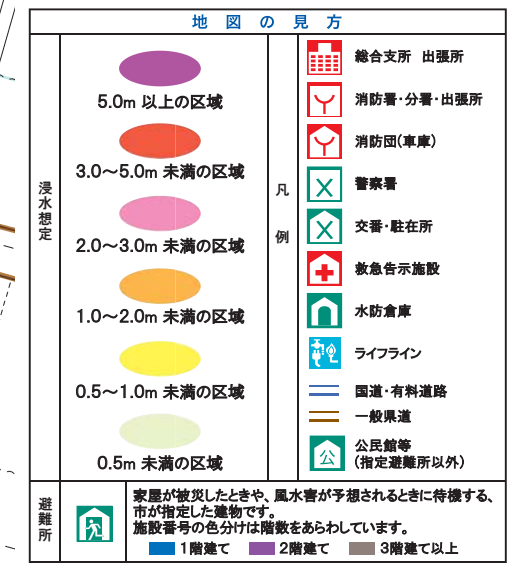 地図の見方
浸水想定
5.0m 以上の区域
3.0～5.0m 未満の区域
2.0～3.0m 未満の区域
1.0～2.0m 未満の区域
0.5～1.0m 未満の区域
0.5m 未満の区域
凡例
総合支所 出張所
消防署・分署・出張所
消防団(車庫)
警察署
交番・駐在所
救急告示施設
水防倉庫
ライフライン
国道・有料道路
一般県道
公
公民館等
(指定避難所以外)
避難所
家屋が被災したときや、風水害が予想されるときに待機する、
市が指定した建物です。
施設番号の色分けは階数をあらわしています。
1階建て 2階建て 3階建て以上